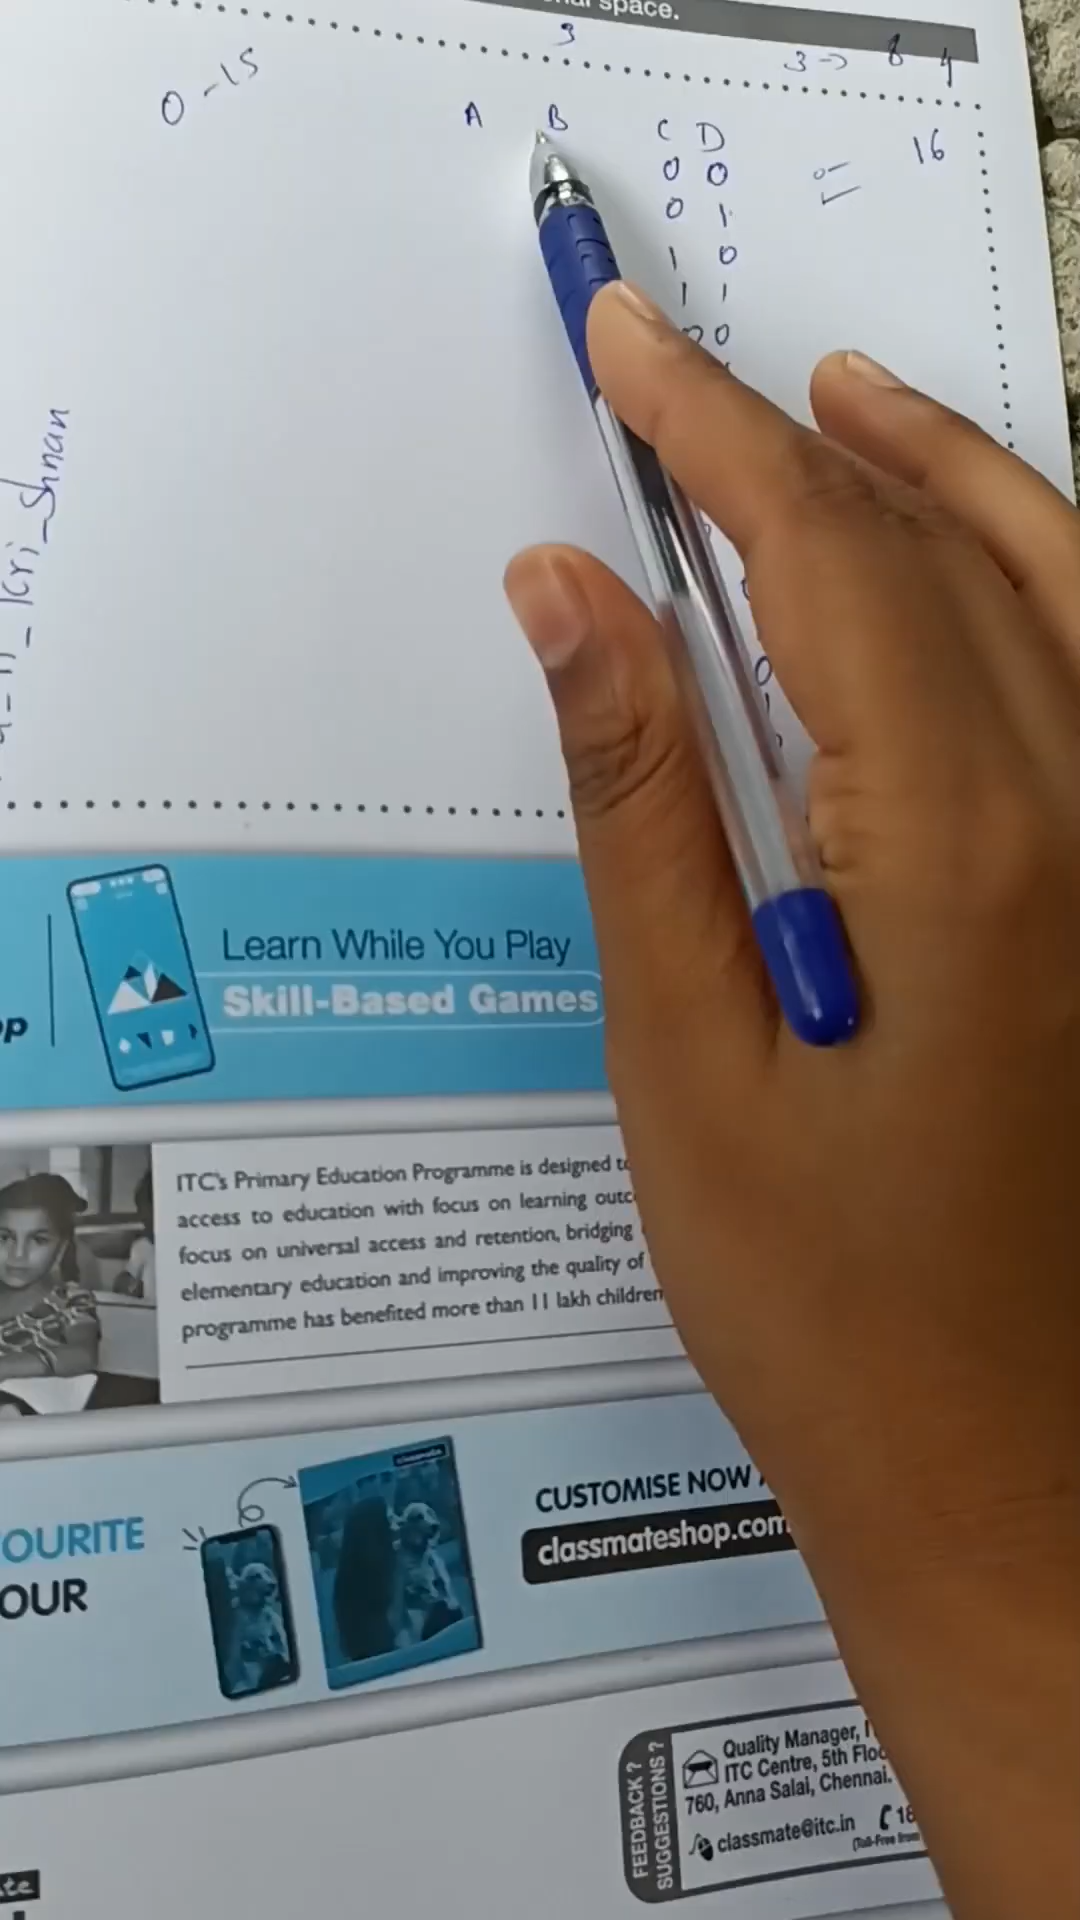 space.
3
3 → 8 4
0 - 15
A B C D
16
0 0
0 1
1 0
1 1
0 0
Learn While You Play
Skill-Based Games
ITC's Primary Education Programme is designed
access to education with focus on learning
focus on universal access and retention, bridging
elementary education and improving the quality of
programme has benefited more than 11 lakh children
CUSTOMISE NOW
classmateshop.com
OURITE
OUR
FEEDBACK ?
SUGGESTIONS ?
Quality Manager,
ITC Centre, 5th
760, Anna Salai, Chennai.
classmate@itc.in